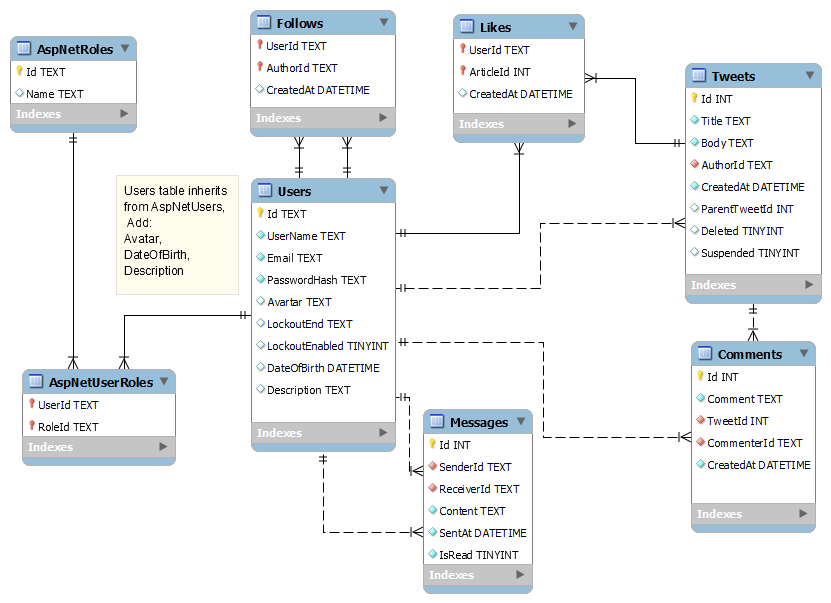 AspNetRoles
Id TEXT
Name TEXT
Indexes
Follows
UserId TEXT
AuthorId TEXT
CreatedAt DATETIME
Indexes
Likes
UserId TEXT
ArticleId INT
CreatedAt DATETIME
Indexes
Tweets
Id INT
Title TEXT
Body TEXT
AuthorId TEXT
CreatedAt DATETIME
ParentTweetId INT
Deleted TINYINT
Suspended TINYINT
Indexes
Users table inherits
from AspNetUsers,
Add:
Avatar,
DateOfBirth,
Description
Users
Id TEXT
UserName TEXT
Email TEXT
PasswordHash TEXT
Avartar TEXT
LockoutEnd TEXT
LockoutEnabled TINYINT
DateOfBirth DATETIME
Description TEXT
Indexes
AspNetUserRoles
UserId TEXT
RoleId TEXT
Indexes
Messages
Id INT
SenderId TEXT
ReceiverId TEXT
Content TEXT
SentAt DATETIME
IsRead TINYINT
Indexes
Comments
Id INT
Comment TEXT
TweetId INT
CommenterId TEXT
CreatedAt DATETIME
Indexes